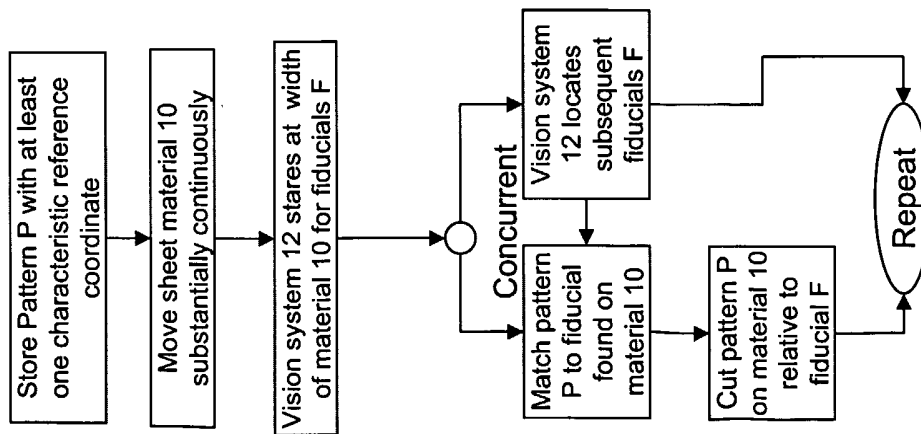 Store Pattern P with at least
one characteristic reference
coordinate
Move sheet material 10
substantially continuously
Vision system 12 stares at width
of material 10 for fiducials F
Concurrent
Match pattern
P to fiducial
found on
material 10
Vision system
12 locates
subsequent
fiducials F
Cut pattern P
on material 10
relative to
fiducial F
Repeat